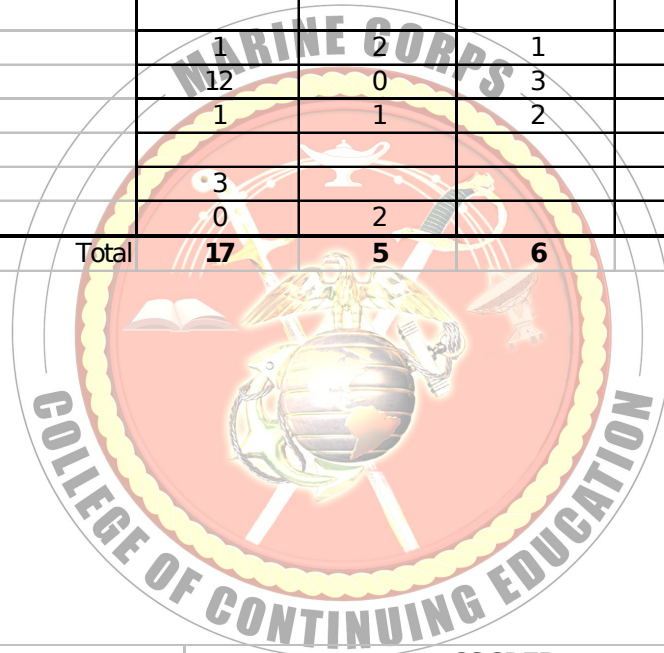 MARINE CORPS
1 2 1
12 0 3
1 1 2
3
0 2
Total 17 5 6
COLLEGE OF CONTINUING EDUCATION